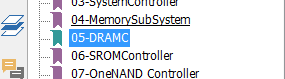 03-SystemController
04-MemorySubSystem
05-DRAMC
06-SROMController
07-OneNAND Controller